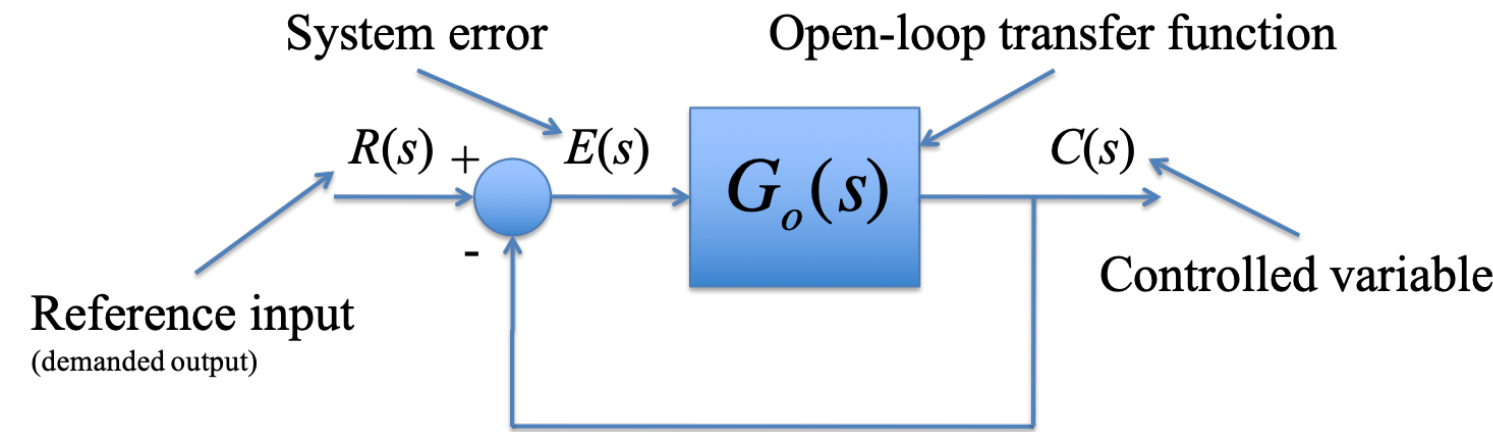 System error
Open-loop transfer function
R(s) +
E(s)
G_o(s)
C(s)
-
Reference input
(demanded output)
Controlled variable